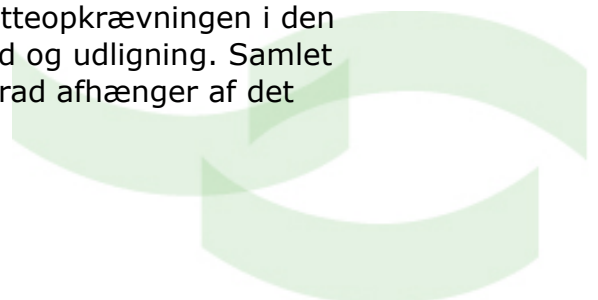 tteopkrævningen i den
d og udligning. Samlet
rad afhænger af det